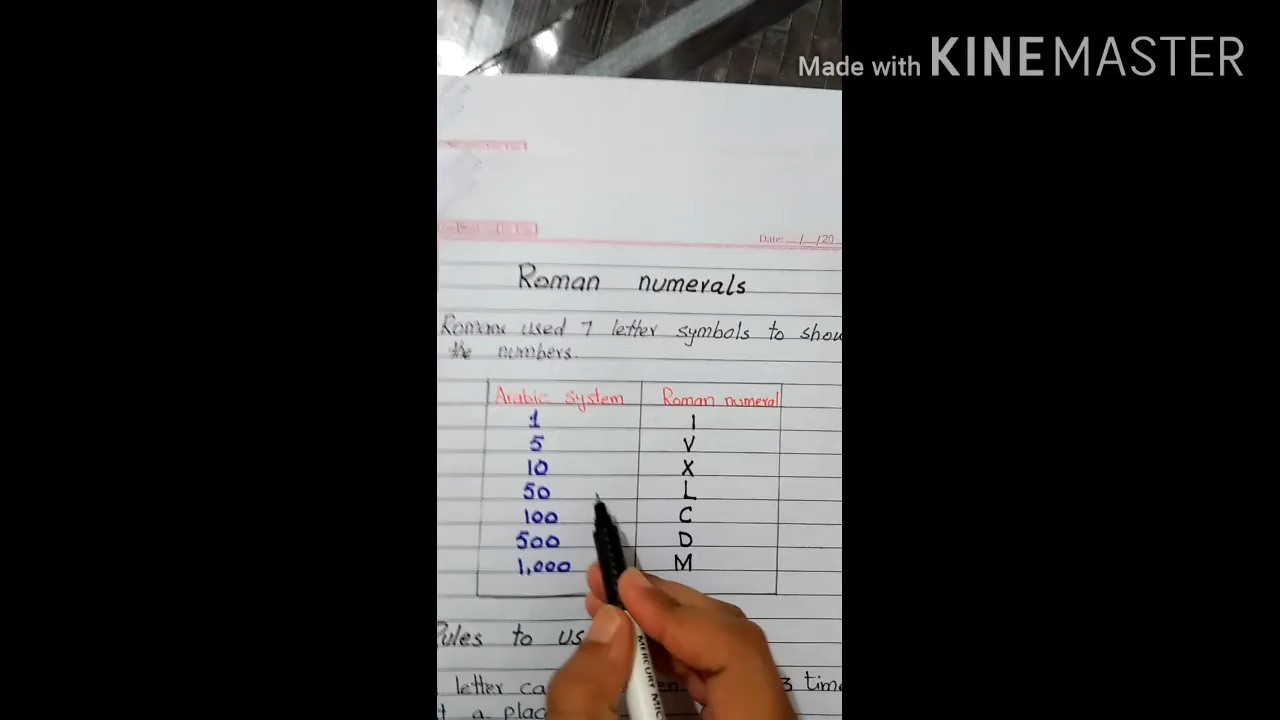 Made with KINEMASTER
Date: __/__/20
Roman numerals
Romans used 7 letter symbols to show
the numbers.
Arabic system Roman numeral
1 I
5 V
10 X
50 L
100 C
500 D
1,000 M
Rules to us
letter ca 3 time
a plac
MERCURY